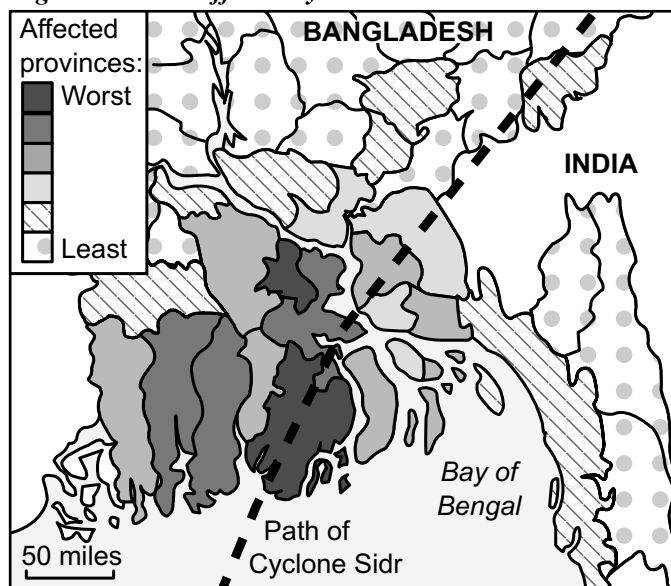 BANGLADESH
Affected
provinces:
Worst
Least
INDIA
Bay of
Bengal
Path of
Cyclone Sidr
50 miles